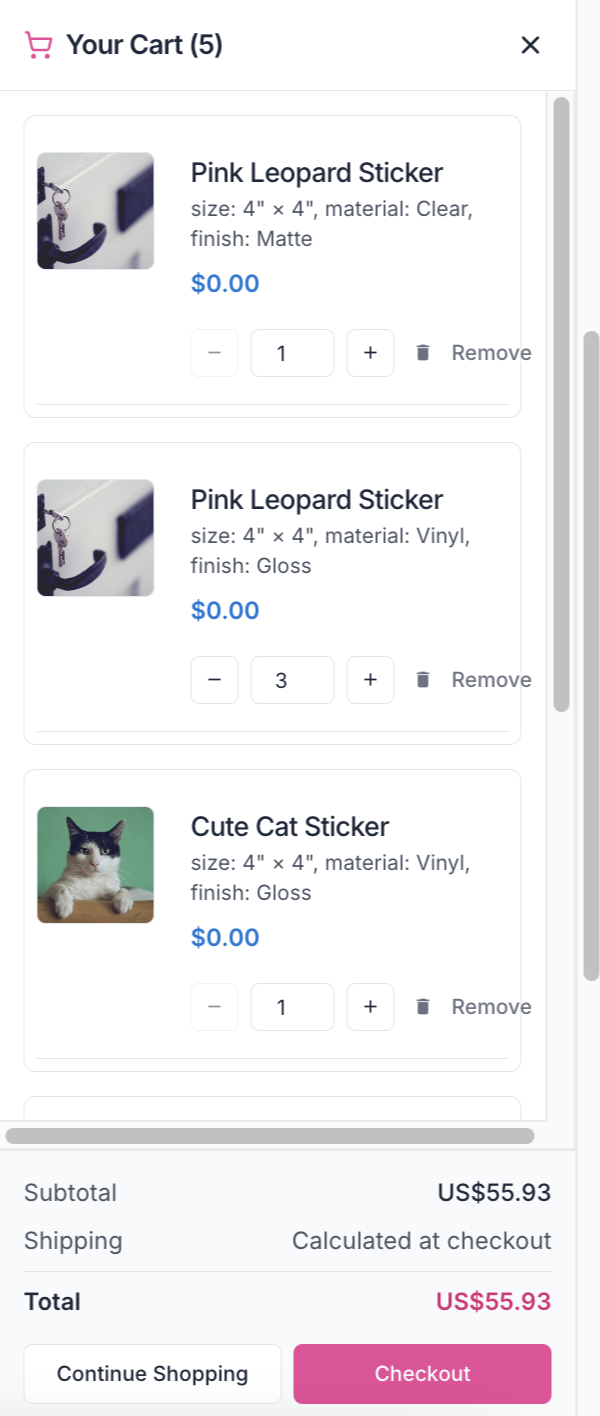 Your Cart (5)
Pink Leopard Sticker
size: 4" × 4", material: Clear,
finish: Matte
$0.00
− 1 + Remove
Pink Leopard Sticker
size: 4" × 4", material: Vinyl,
finish: Gloss
$0.00
− 3 + Remove
Cute Cat Sticker
size: 4" × 4", material: Vinyl,
finish: Gloss
$0.00
− 1 + Remove
Subtotal US$55.93
Shipping Calculated at checkout
Total US$55.93
Continue Shopping Checkout